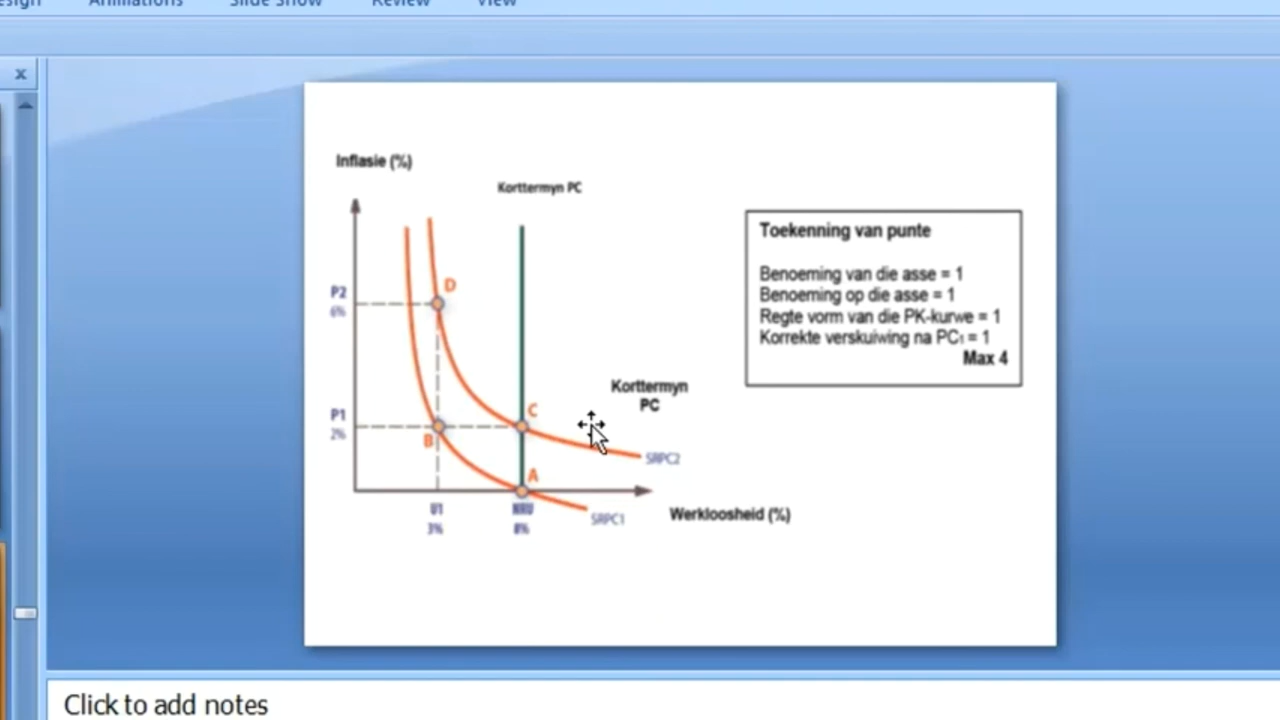 Design
Animations
Slide Show
Review
View
x
Inflasie (%)
Korttermyn PC
D
P2
6%
Korttermyn
PC
C
P1
2%
B
SRPC2
A
U1
3%
NRU
8%
SRPC1
Werkloosheid (%)
Toekenning van punte
Benoeming van die asse = 1
Benoeming op die asse = 1
Regte vorm van die PK-kurwe = 1
Korrekte verskuiwing na PC₁ = 1
Max 4
Click to add notes